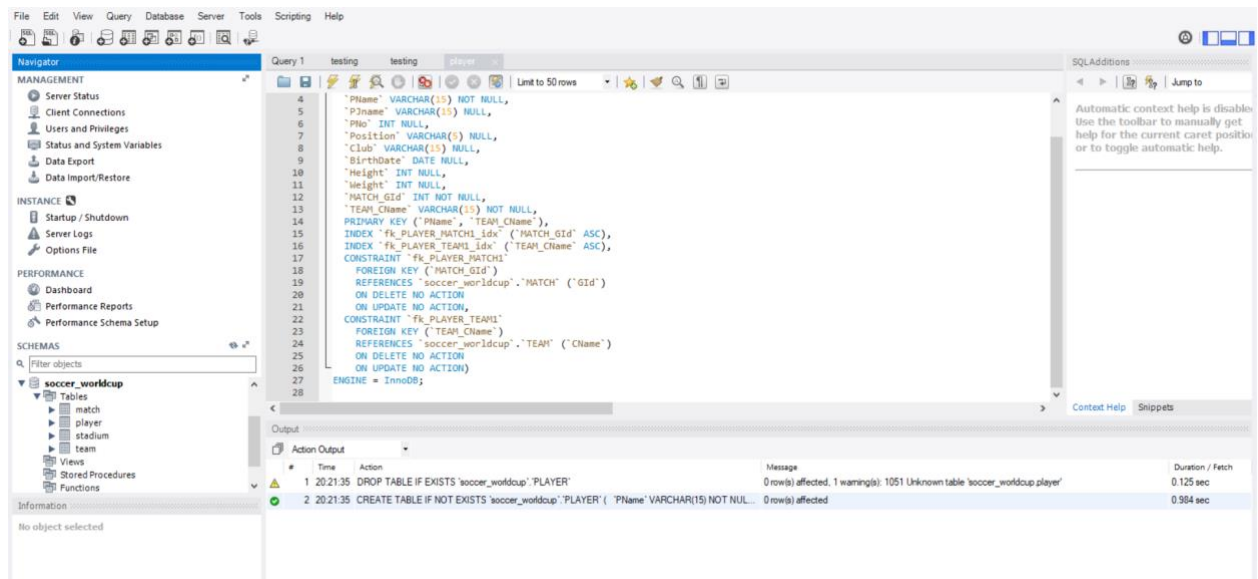 File Edit View Query Database Server Tools Scripting Help
Navigator
MANAGEMENT
Server Status
Client Connections
Users and Privileges
Status and System Variables
Data Export
Data Import/Restore
INSTANCE
Startup / Shutdown
Server Logs
Options File
PERFORMANCE
Dashboard
Performance Reports
Performance Schema Setup
SCHEMAS
Filter objects
soccer_worldcup
Tables
match
player
stadium
team
Views
Stored Procedures
Functions
Information
No object selected
Query 1 testing testing player
Limit to 50 rows
4 `PName` VARCHAR(15) NOT NULL,
5 `PJname` VARCHAR(15) NULL,
6 `PNo` INT NULL,
7 `Position` VARCHAR(5) NULL,
8 `Club` VARCHAR(15) NULL,
9 `BirthDate` DATE NULL,
10 `Height` INT NULL,
11 `Weight` INT NULL,
12 `MATCH_GId` INT NOT NULL,
13 `TEAM_CName` VARCHAR(15) NOT NULL,
14 PRIMARY KEY (`PName`, `TEAM_CName`),
15 INDEX `fk_PLAYER_MATCH1_idx` (`MATCH_GId` ASC),
16 INDEX `fk_PLAYER_TEAM1_idx` (`TEAM_CName` ASC),
17 CONSTRAINT `fk_PLAYER_MATCH1`
18 FOREIGN KEY (`MATCH_GId`)
19 REFERENCES `soccer_worldcup`.`MATCH` (`GId`)
20 ON DELETE NO ACTION
21 ON UPDATE NO ACTION,
22 CONSTRAINT `fk_PLAYER_TEAM1`
23 FOREIGN KEY (`TEAM_CName`)
24 REFERENCES `soccer_worldcup`.`TEAM` (`CName`)
25 ON DELETE NO ACTION
26 ON UPDATE NO ACTION)
27 ENGINE = InnoDB;
28
Output
Action Output
# Time Action Message Duration / Fetch
1 20:21:35 DROP TABLE IF EXISTS `soccer_worldcup`.`PLAYER` 0 row(s) affected, 1 warning(s): 1051 Unknown table 'soccer_worldcup.player' 0.125 sec
2 20:21:35 CREATE TABLE IF NOT EXISTS `soccer_worldcup`.`PLAYER` ( `PName` VARCHAR(15) NOT NUL... 0 row(s) affected 0.984 sec
SQLAdditions
Jump to
Automatic context help is disable
Use the toolbar to manually get
help for the current caret positio
or to toggle automatic help.
Context Help Snippets